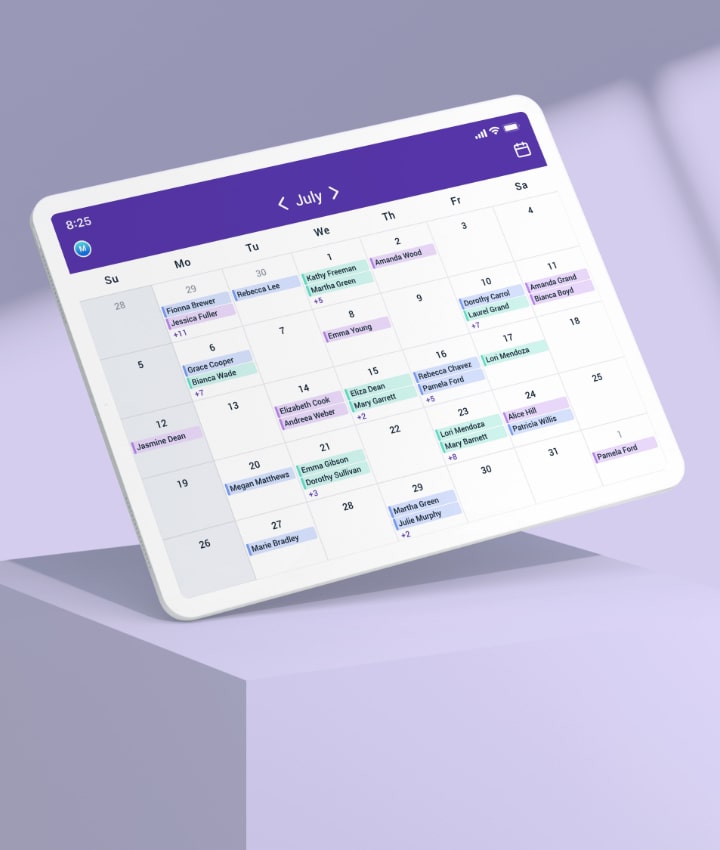 8:25
M
July
Su Mo Tu We Th Fr Sa
28 29 30 1 2 3 4
Fionna Brewer Rebecca Lee Kathy Freeman Amanda Wood
Jessica Fuller Martha Green
+11 +5
5 6 7 8 9 10 11
Grace Cooper Emma Young Dorothy Carrol Amanda Grand
Bianca Wade Laurel Grand Bianca Boyd
+7 +7
12 13 14 15 16 17 18
Jasmine Dean Elizabeth Cook Eliza Dean Rebecca Chavez Lori Mendoza
Andreea Weber Mary Garrett Pamela Ford
+2 +5
19 20 21 22 23 24 25
Megan Matthews Emma Gibson Lori Mendoza Alice Hill
Dorothy Sullivan Mary Barnett Patricia Willis
+3 +8
26 27 28 29 30 31 1
Marie Bradley Martha Green Pamela Ford
Julie Murphy
+2